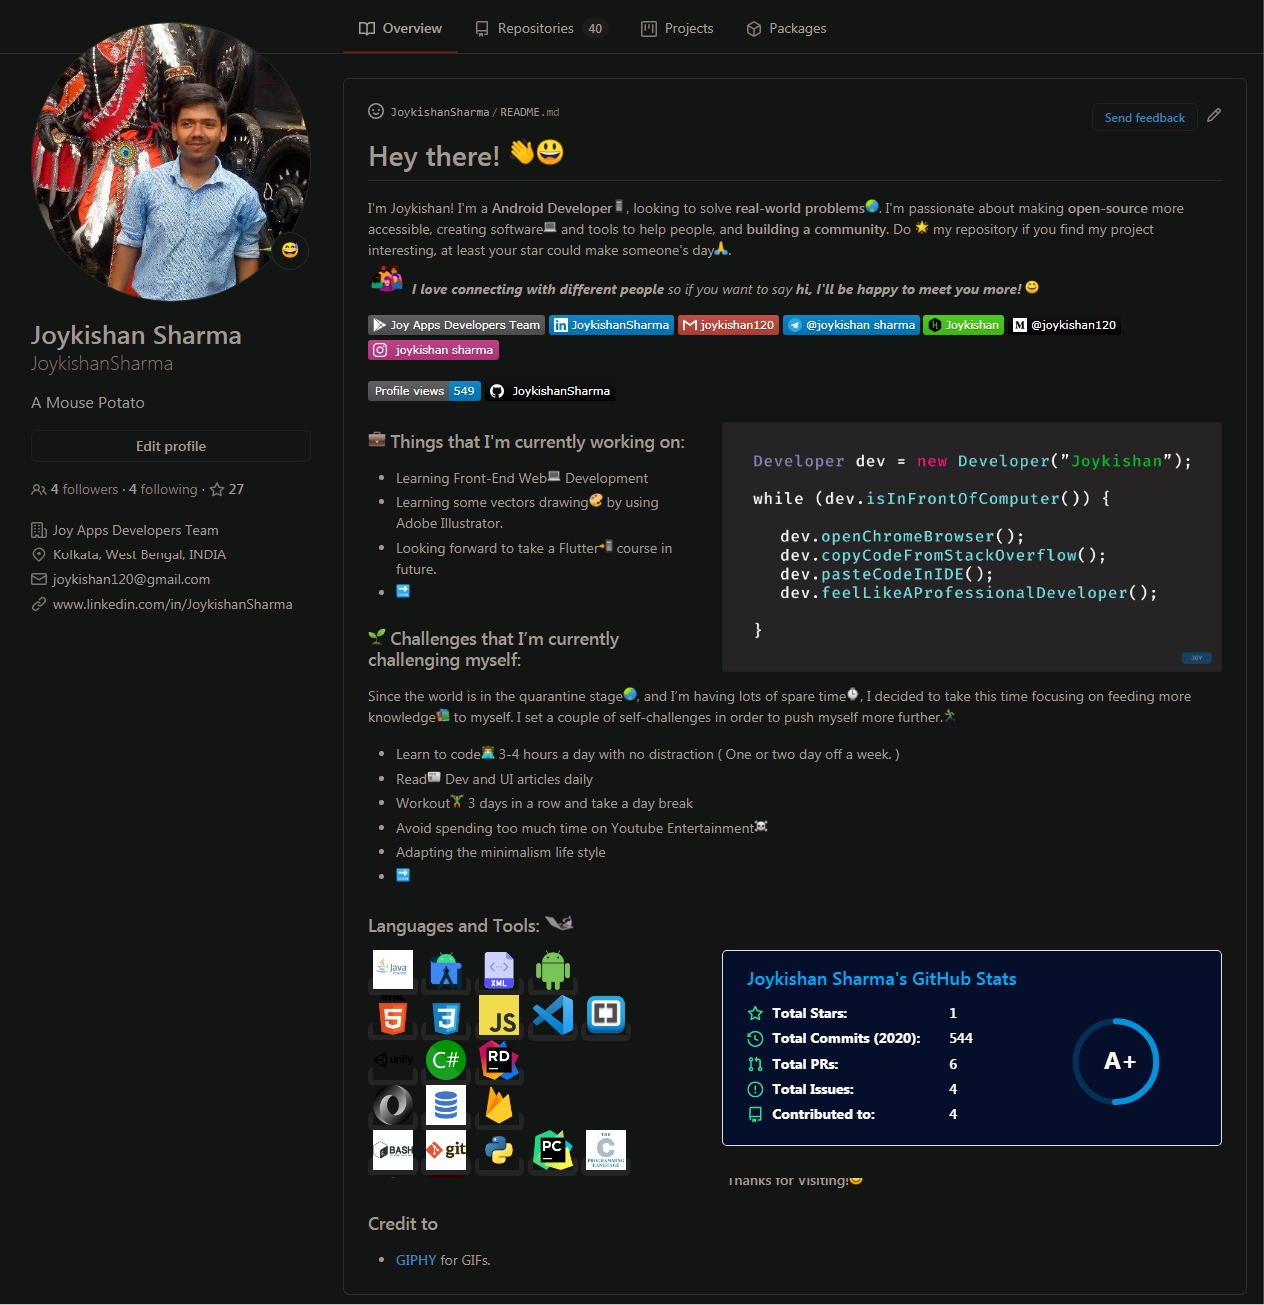 Overview
Repositories 40
Projects
Packages
JoykishanSharma / README.md
Send feedback
Hey there! 👋😃
I'm Joykishan! I'm a Android Developer📱, looking to solve real-world problems🌏. I'm passionate about making open-source more
accessible, creating software💻 and tools to help people, and building a community. Do 🌟 my repository if you find my project
interesting, at least your star could make someone's day🙏.
I love connecting with different people so if you want to say hi, I'll be happy to meet you more! 😊
Joy Apps Developers Team
JoykishanSharma
joykishan120
@joykishan sharma
Joykishan
@joykishan120
joykishan sharma
Profile views 549
JoykishanSharma
Joykishan Sharma
JoykishanSharma
A Mouse Potato
Edit profile
4 followers · 4 following · 27
Joy Apps Developers Team
Kolkata, West Bengal, INDIA
joykishan120@gmail.com
www.linkedin.com/in/JoykishanSharma
💼 Things that I'm currently working on:
Learning Front-End Web💻 Development
Learning some vectors drawing🎨 by using
Adobe Illustrator.
Looking forward to take a Flutter📲 course in
future.
🔜
Developer dev = new Developer("Joykishan");
while (dev.isInFrontOfComputer()) {
dev.openChromeBrowser();
dev.copyCodeFromStackOverflow();
dev.pasteCodeInIDE();
dev.feelLikeAProfessionalDeveloper();
}
JOY
🌱 Challenges that I'm currently
challenging myself:
Since the world is in the quarantine stage🌏, and I'm having lots of spare time🕒, I decided to take this time focusing on feeding more
knowledge📚 to myself. I set a couple of self-challenges in order to push myself more further.🏃
Learn to code👨‍💻 3-4 hours a day with no distraction ( One or two day off a week. )
Read📰 Dev and UI articles daily
Workout🏋 3 days in a row and take a day break
Avoid spending too much time on Youtube Entertainment☠
Adapting the minimalism life style
🔜
Languages and Tools:
Java
XML
HTML
5
3
JS
unity
C#
RD
BASH
git
PC
THE
C
PROGRAMMING
LANGUAGE
Joykishan Sharma's GitHub Stats
Total Stars: 1
Total Commits (2020): 544
Total PRs: 6
Total Issues: 4
Contributed to: 4
A+
Thanks for Visiting!😊
Credit to
GIPHY for GIFs.